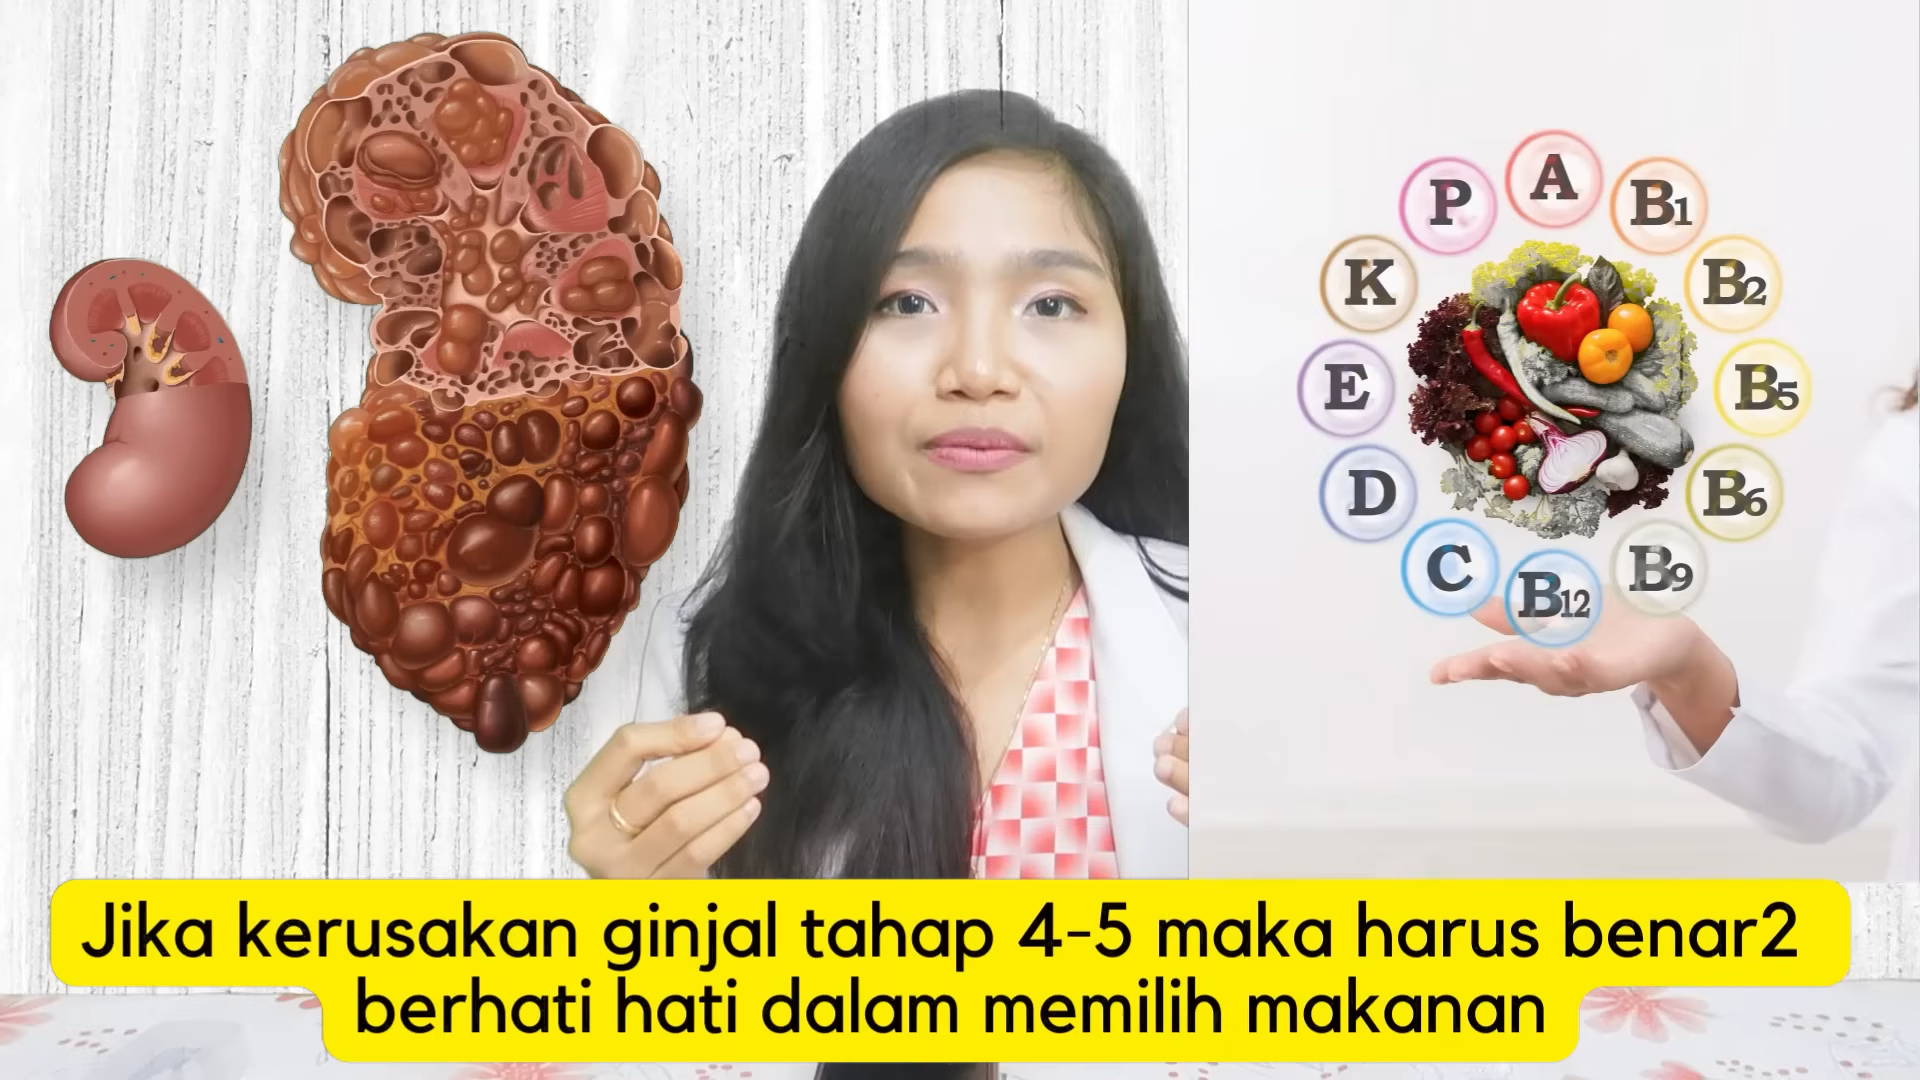 A
B1
B2
B5
B6
B9
B12
C
D
E
K
P
Jika kerusakan ginjal tahap 4-5 maka harus benar2
berhati hati dalam memilih makanan